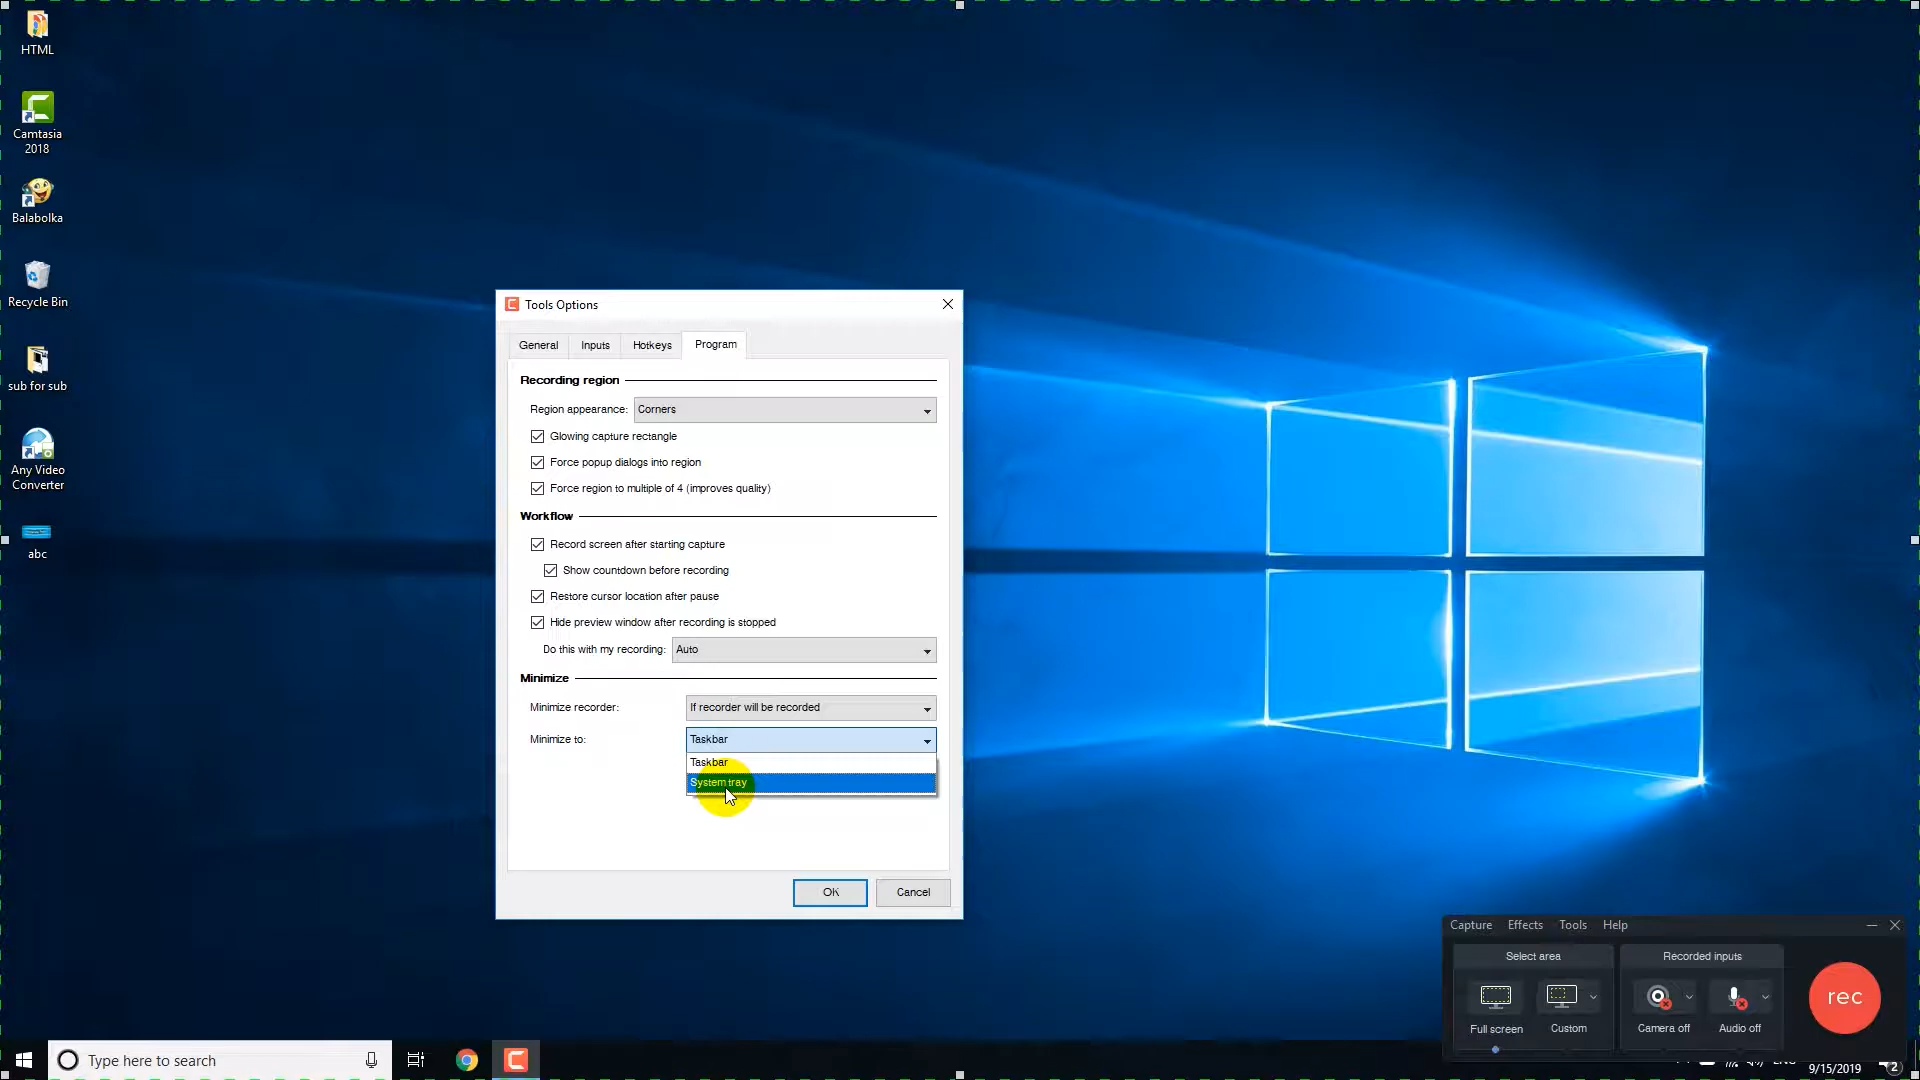 HTML
Camtasia
2018
Balabolka
Recycle Bin
sub for sub
Any Video
Converter
abc
Tools Options
General
Inputs
Hotkeys
Program
Recording region
Region appearance:
Corners
Glowing capture rectangle
Force popup dialogs into region
Force region to multiple of 4 (improves quality)
Workflow
Record screen after starting capture
Show countdown before recording
Restore cursor location after pause
Hide preview window after recording is stopped
Do this with my recording:
Auto
Minimize
Minimize recorder:
If recorder will be recorded
Minimize to:
Taskbar
Taskbar
System tray
OK
Cancel
Capture
Effects
Tools
Help
Select area
Recorded inputs
Full screen
Custom
Camera off
Audio off
rec
Type here to search
9/15/2019
2